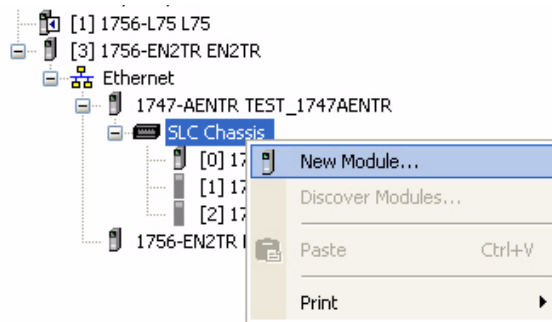 [1] 1756-L75 L75
[3] 1756-EN2TR EN2TR
Ethernet
1747-AENTR TEST_1747AENTR
SLC Chassis
[0] 17
New Module...
[1] 17
Discover Modules...
[2] 17
1756-EN2TR
Paste Ctrl+V
Print